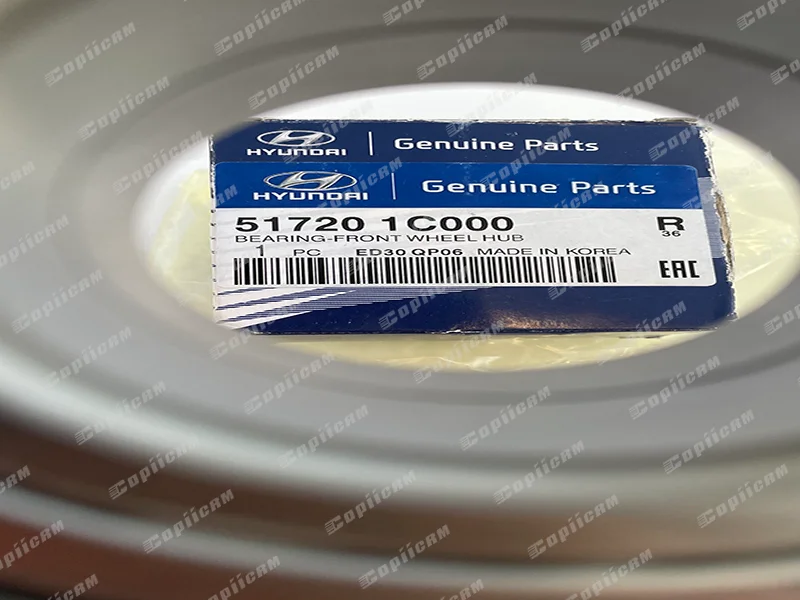 HYUNDAI | Genuine Parts
HYUNDAI | Genuine Parts
51720 1C000 R
BEARING-FRONT WHEEL HUB 36
1 PC ED30 QP06 MADE IN KOREA
EAC
Copiicam